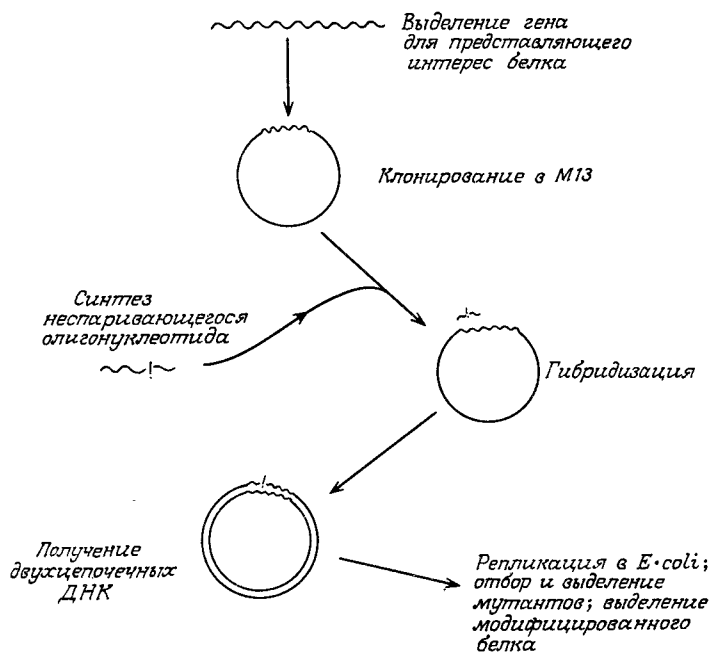 Выделение гена
для представляющего
интерес белка
Клонирование в М13
Синтез
неспаривающегося
олигонуклеотида
Гибридизация
Получение
двухцепочечных
ДНК
Репликация в E·coli;
отбор и выделение
мутантов; выделение
модифицированного
белка